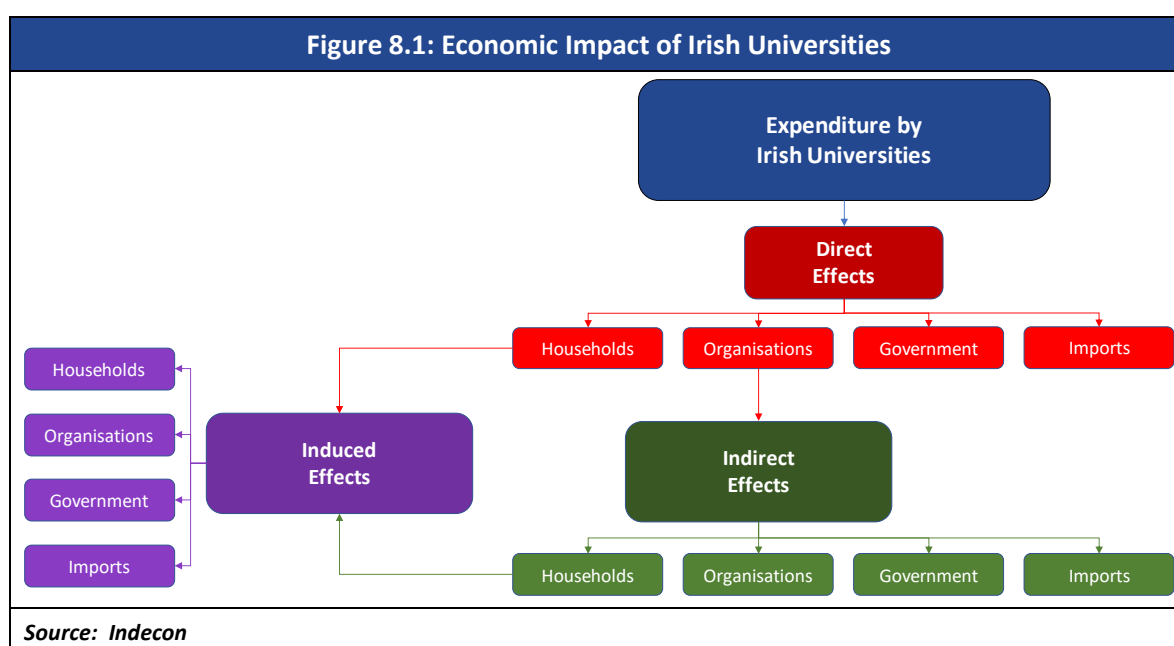 Figure 8.1: Economic Impact of Irish Universities
Expenditure by
Irish Universities
Direct
Effects
Households
Organisations
Government
Imports
Households
Organisations
Government
Imports
Induced
Effects
Indirect
Effects
Households
Organisations
Government
Imports
Source: Indecon